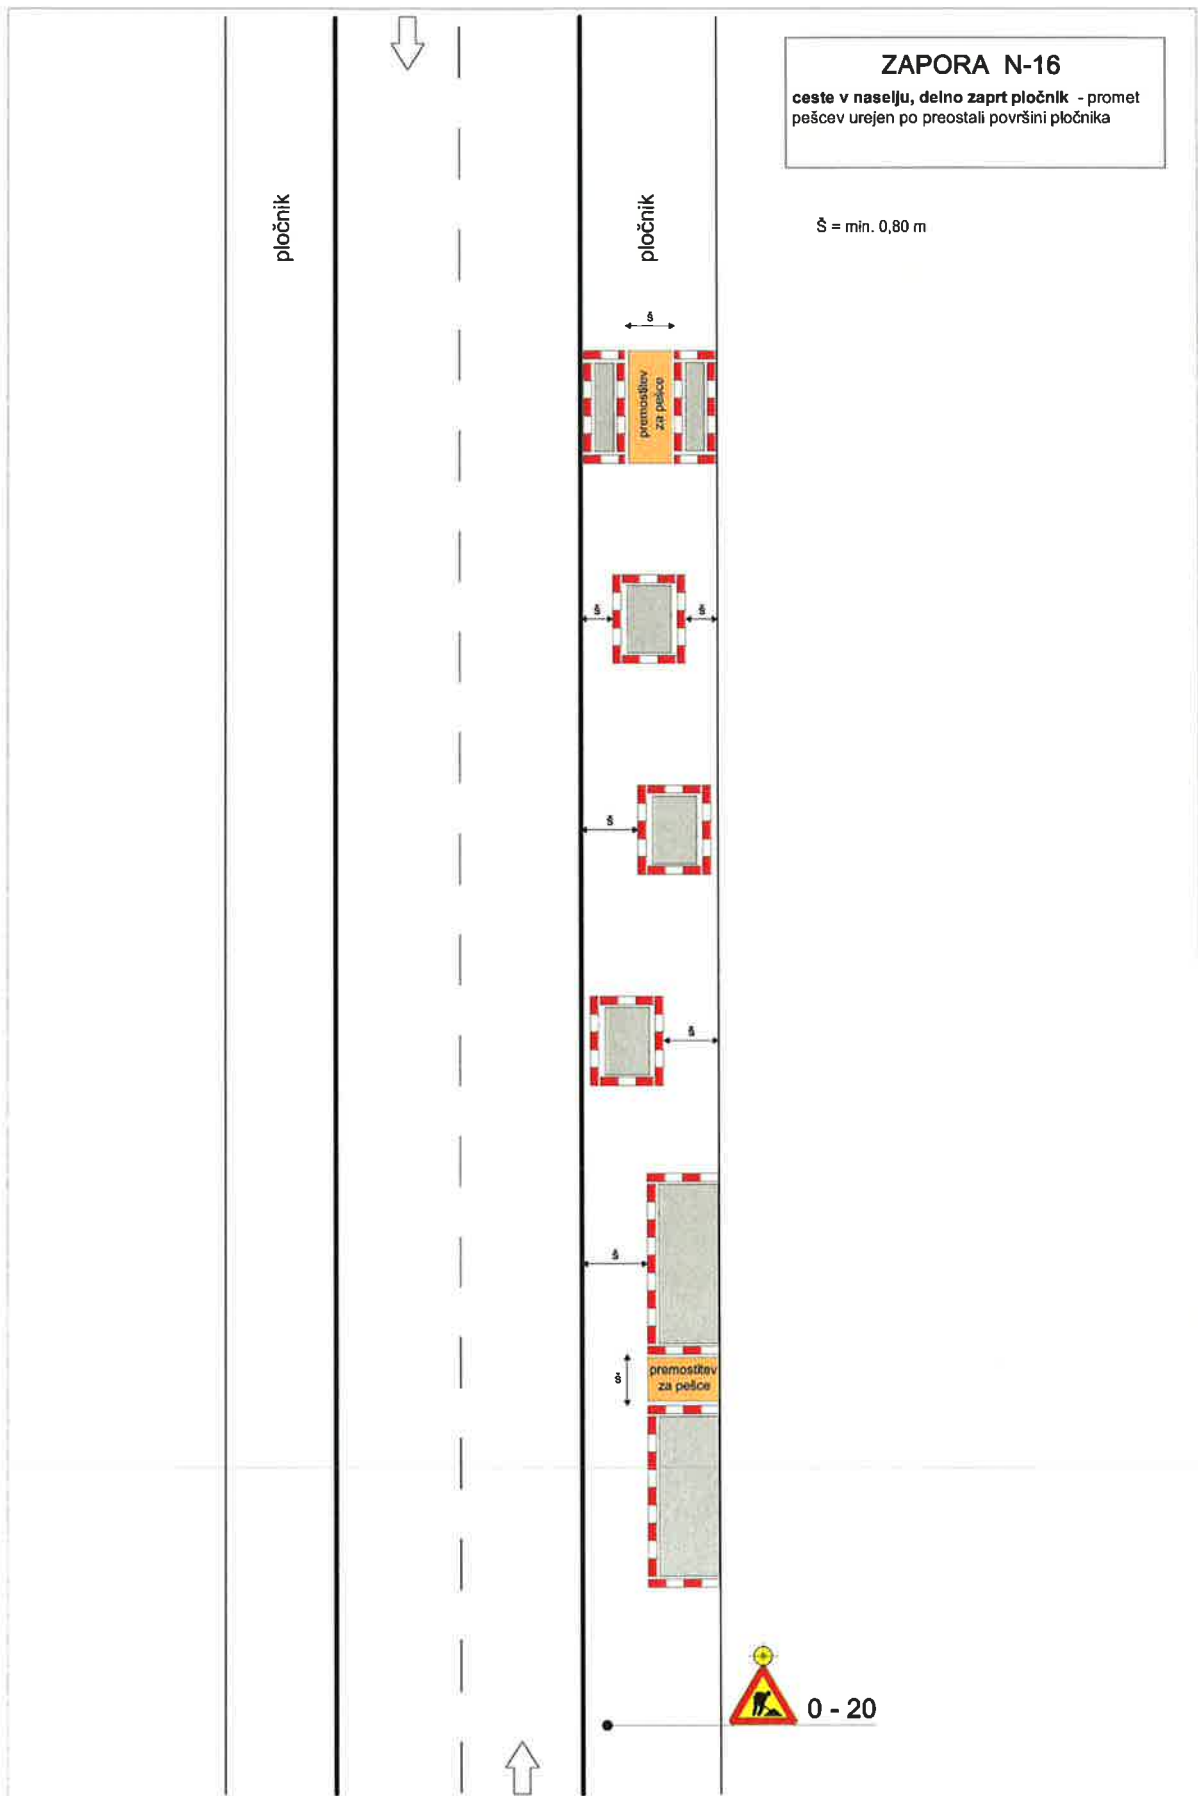 ZAPORA N-16
ceste v naselju, delno zaprt pločnik - promet
pešcev urejen po preostali površini pločnika
pločnik
pločnik
Š = min. 0,80 m
Š
premostitev
za pešce
Š
Š
Š
Š
Š
Š
premostitev
za pešce
0 - 20